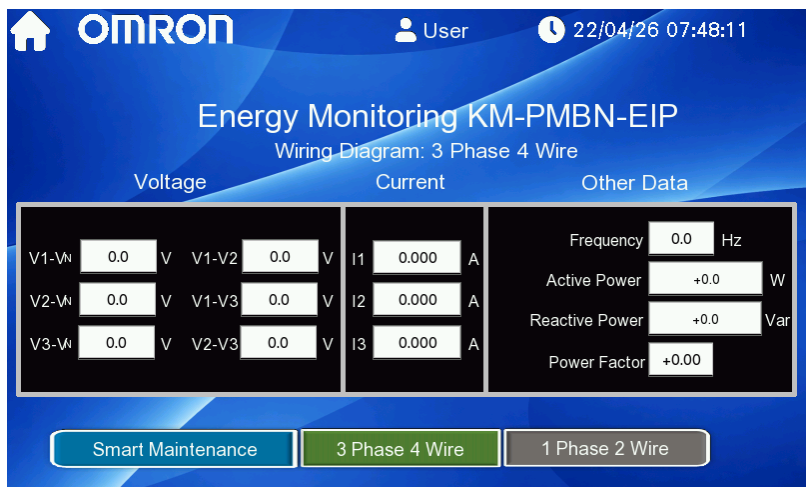 OMRON User 22/04/26 07:48:11
Energy Monitoring KM-PMBN-EIP
Wiring Diagram: 3 Phase 4 Wire
Voltage Current Other Data
V1-VN 0.0 V V1-V2 0.0 V
V2-VN 0.0 V V1-V3 0.0 V
V3-VN 0.0 V V2-V3 0.0 V
I1 0.000 A
I2 0.000 A
I3 0.000 A
Frequency 0.0 Hz
Active Power +0.0 W
Reactive Power +0.0 Var
Power Factor +0.00
Smart Maintenance 3 Phase 4 Wire 1 Phase 2 Wire